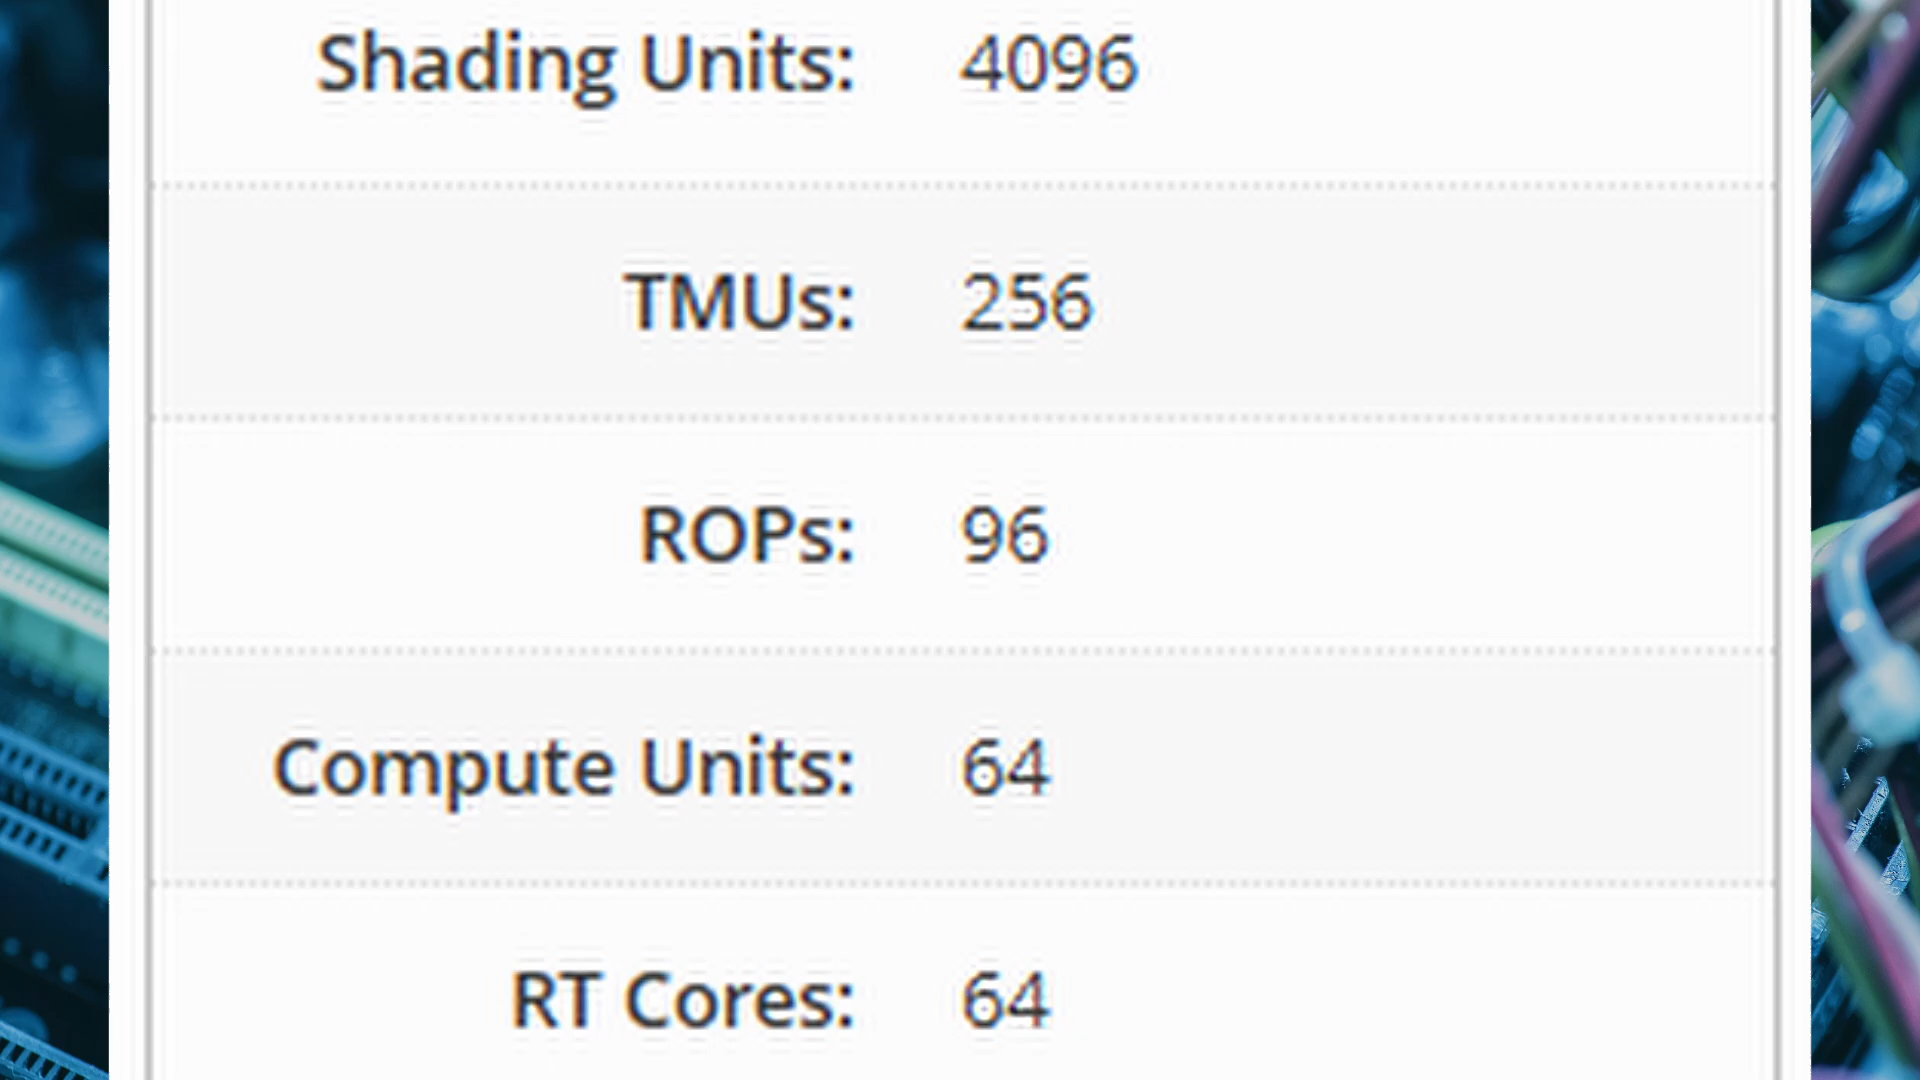 Shading Units: 4096
TMUs: 256
ROPs: 96
Compute Units: 64
RT Cores: 64